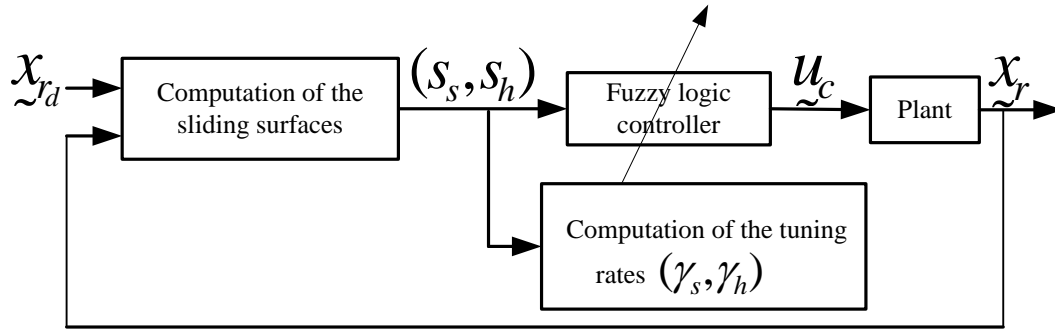 x_{r_d}
Computation of the
sliding surfaces
(s_s, s_h)
Fuzzy logic
controller
u_c
Plant
x_r
Computation of the tuning
rates (γ_s, γ_h)